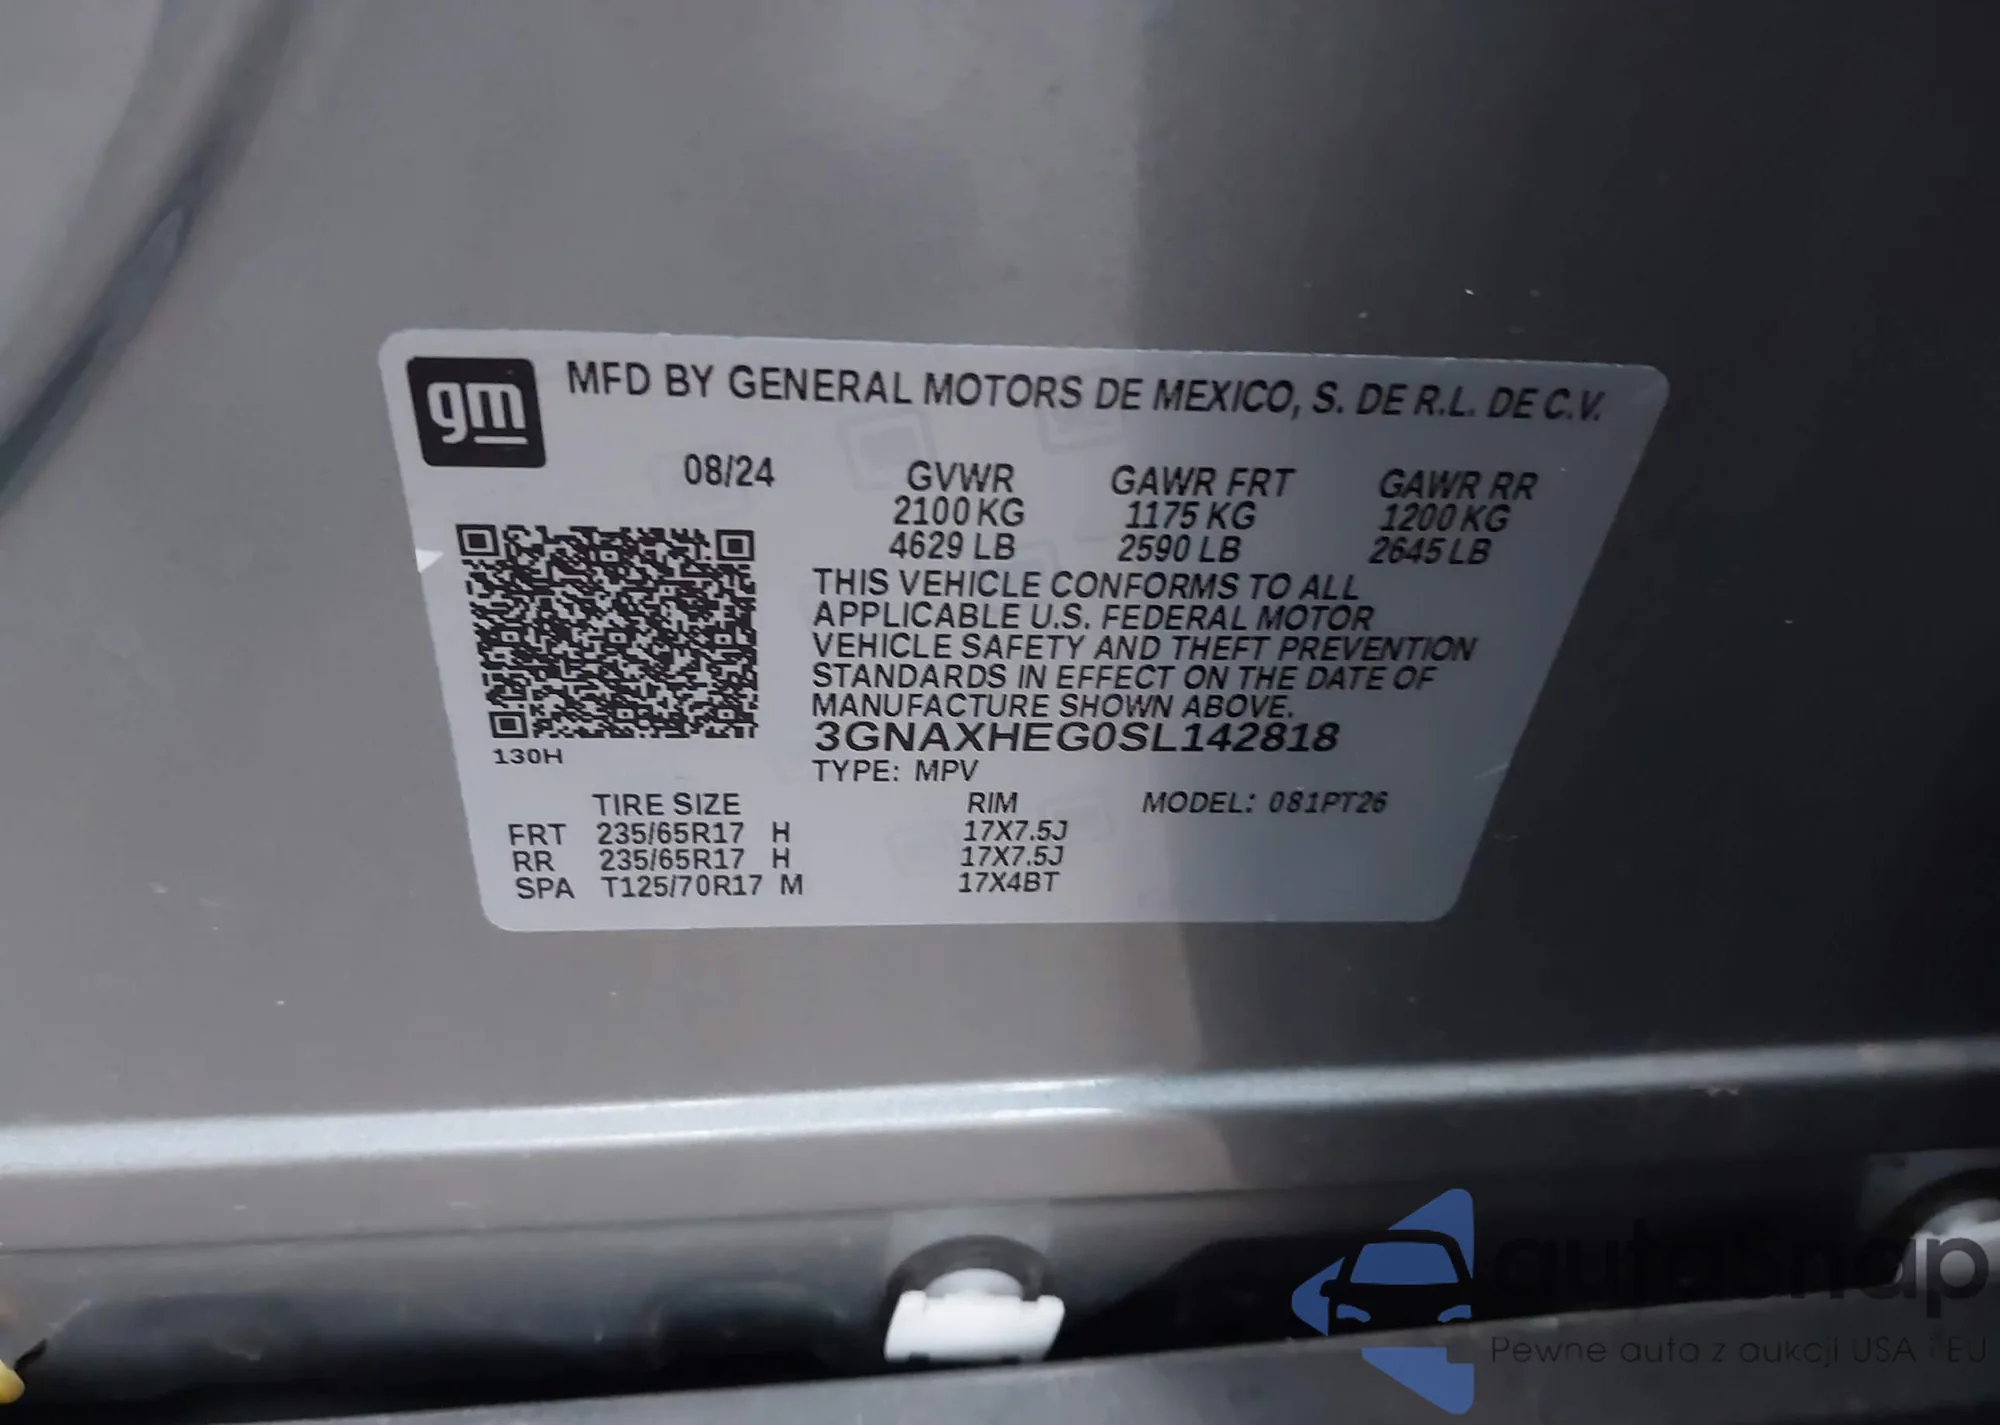 gm
MFD BY GENERAL MOTORS DE MEXICO, S. DE R.L. DE C.V.
08/24 GVWR GAWR FRT GAWR RR
2100 KG 1175 KG 1200 KG
4629 LB 2590 LB 2645 LB
THIS VEHICLE CONFORMS TO ALL
APPLICABLE U.S. FEDERAL MOTOR
VEHICLE SAFETY AND THEFT PREVENTION
STANDARDS IN EFFECT ON THE DATE OF
MANUFACTURE SHOWN ABOVE.
3GNAXHEG0SL142818
130H
TYPE: MPV
TIRE SIZE RIM MODEL: 081PT26
FRT 235/65R17 H 17X7.5J
RR 235/65R17 H 17X7.5J
SPA T125/70R17 M 17X4BT
autosnap
Pewne auto z aukcji USA i EU